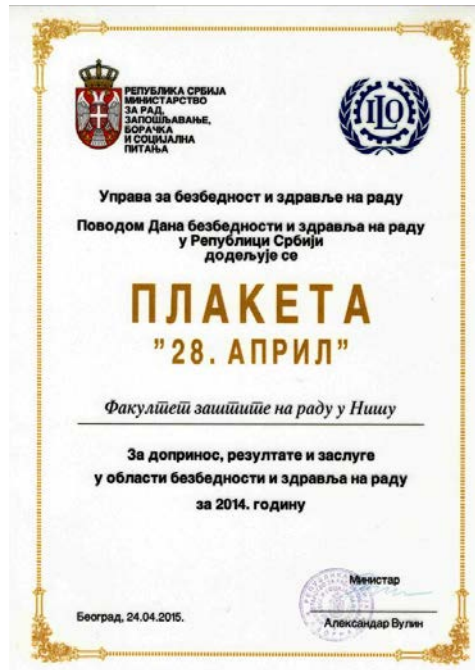 РЕПУБЛИКА СРБИЈА
МИНИСТАРСТВО
ЗА РАД,
ЗАПОШЉАВАЊЕ,
БОРАЧКА
И СОЦИЈАЛНА
ПИТАЊА
ILO
Управа за безбедност и здравље на раду
Поводом Дана безбедности и здравља на раду
у Републици Србији
додељује се
ПЛАКЕТА
"28. АПРИЛ"
Факултет заштите на раду у Нишу
За допринос, резултате и заслуге
у области безбедности и здравља на раду
за 2014. годину
Министар
Београд, 24.04.2015.
Александар Вулин